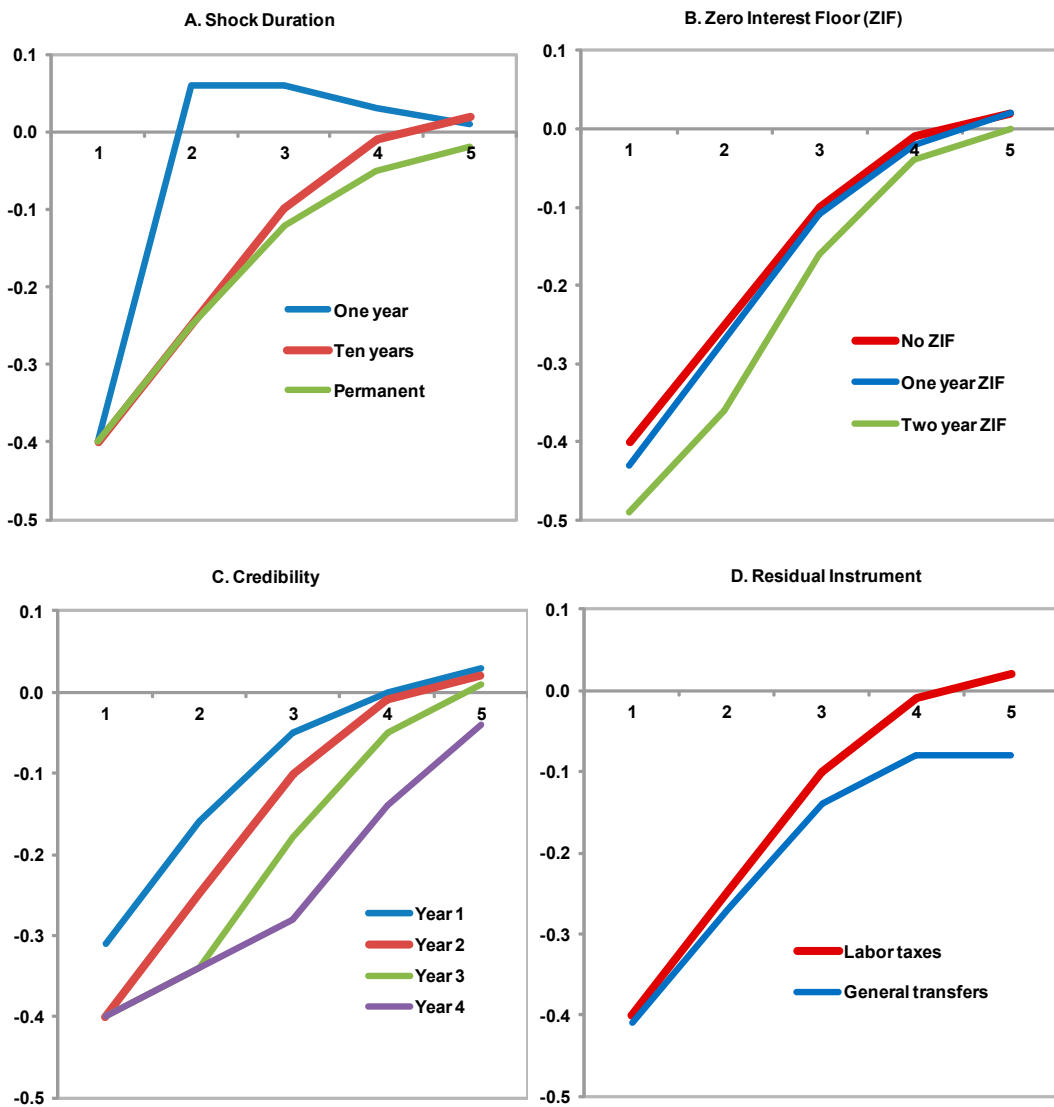 A. Shock Duration
0.1
0.0
-0.1
-0.2
-0.3
-0.4
-0.5
1 2 3 4 5
One year
Ten years
Permanent
B. Zero Interest Floor (ZIF)
0.1
0.0
-0.1
-0.2
-0.3
-0.4
-0.5
1 2 3 4 5
No ZIF
One year ZIF
Two year ZIF
C. Credibility
0.1
0.0
-0.1
-0.2
-0.3
-0.4
-0.5
1 2 3 4 5
Year 1
Year 2
Year 3
Year 4
D. Residual Instrument
0.1
0.0
-0.1
-0.2
-0.3
-0.4
-0.5
1 2 3 4 5
Labor taxes
General transfers